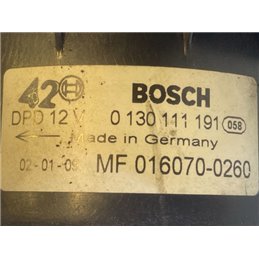 42 BOSCH
DPD 12 V 0 130 111 191 058
Made in Germany
02-01-09 MF 016070-0260